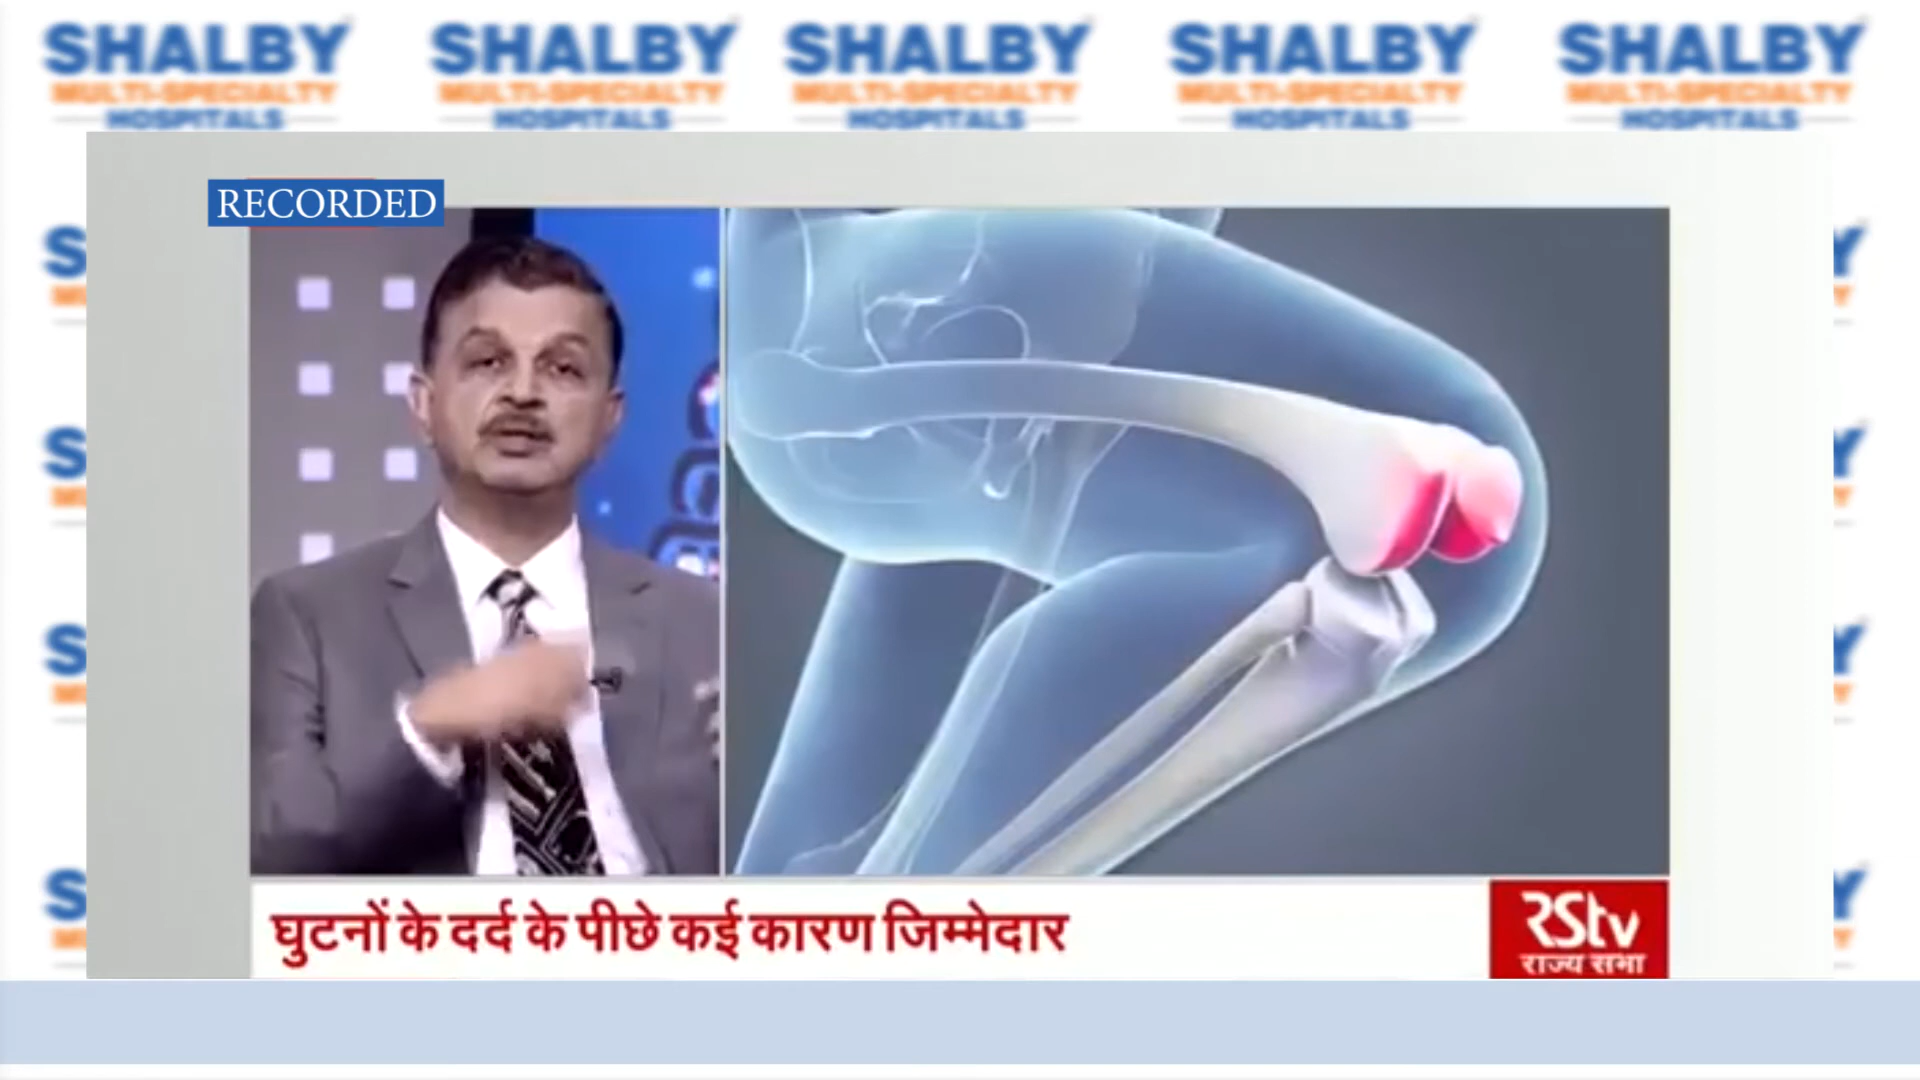 SHALBY SHALBY SHALBY SHALBY SHALBY
MULTI-SPECIALTY MULTI-SPECIALTY MULTI-SPECIALTY MULTI-SPECIALTY MULTI-SPECIALTY
HOSPITALS HOSPITALS HOSPITALS HOSPITALS HOSPITALS
RECORDED
घुटनों के दर्द के पीछे कई कारण जिम्मेदार
RStv
राज्य सभा